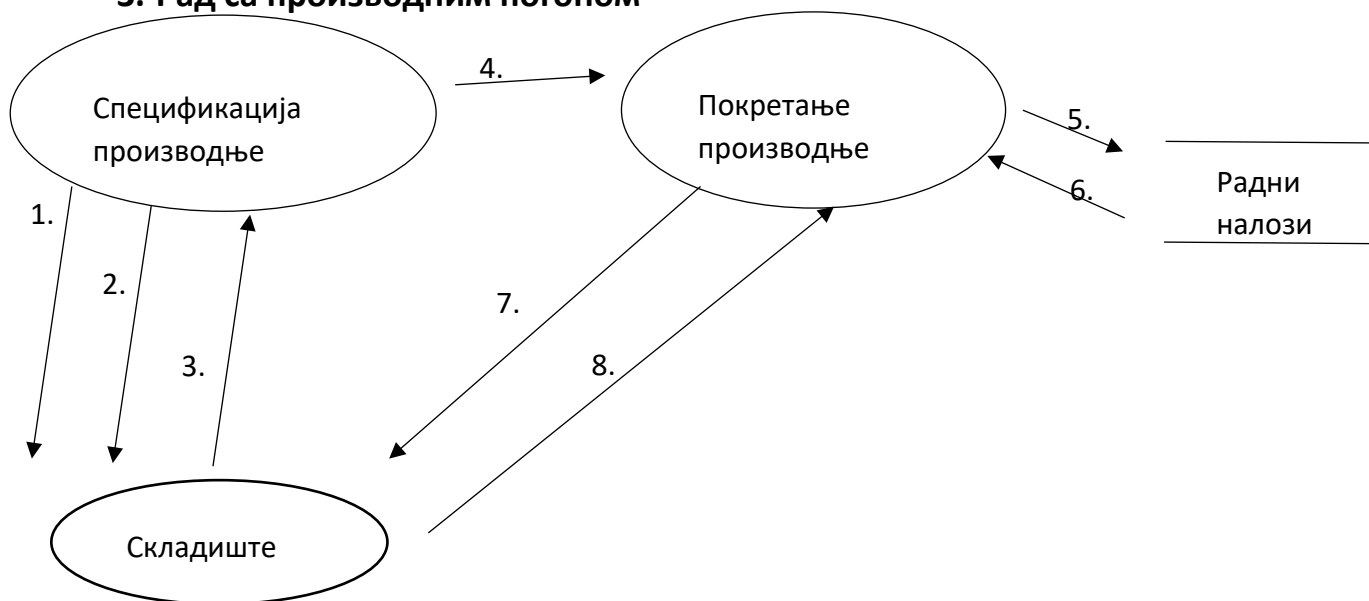 3. Рад са производним погоном
Спецификација
производње
Покретање
производње
Радни
налози
Складиште
1.
2.
3.
4.
5.
6.
7.
8.